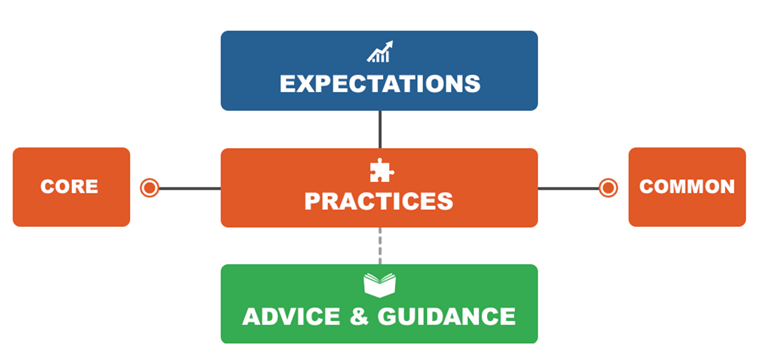 EXPECTATIONS
CORE
PRACTICES
COMMON
ADVICE & GUIDANCE